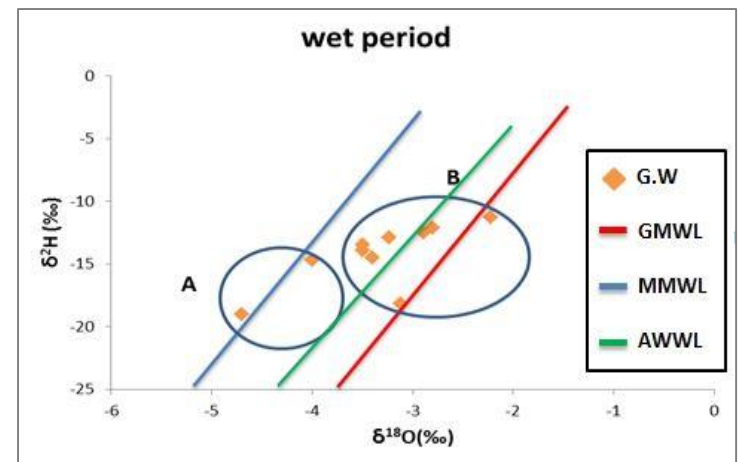 wet period
0
-5
-10
-15
-20
-25
δ²H (‰)
A
B
-6
-5
-4
-3
-2
-1
0
δ¹⁸O(‰)
G.W
GMWL
MMWL
AWWL